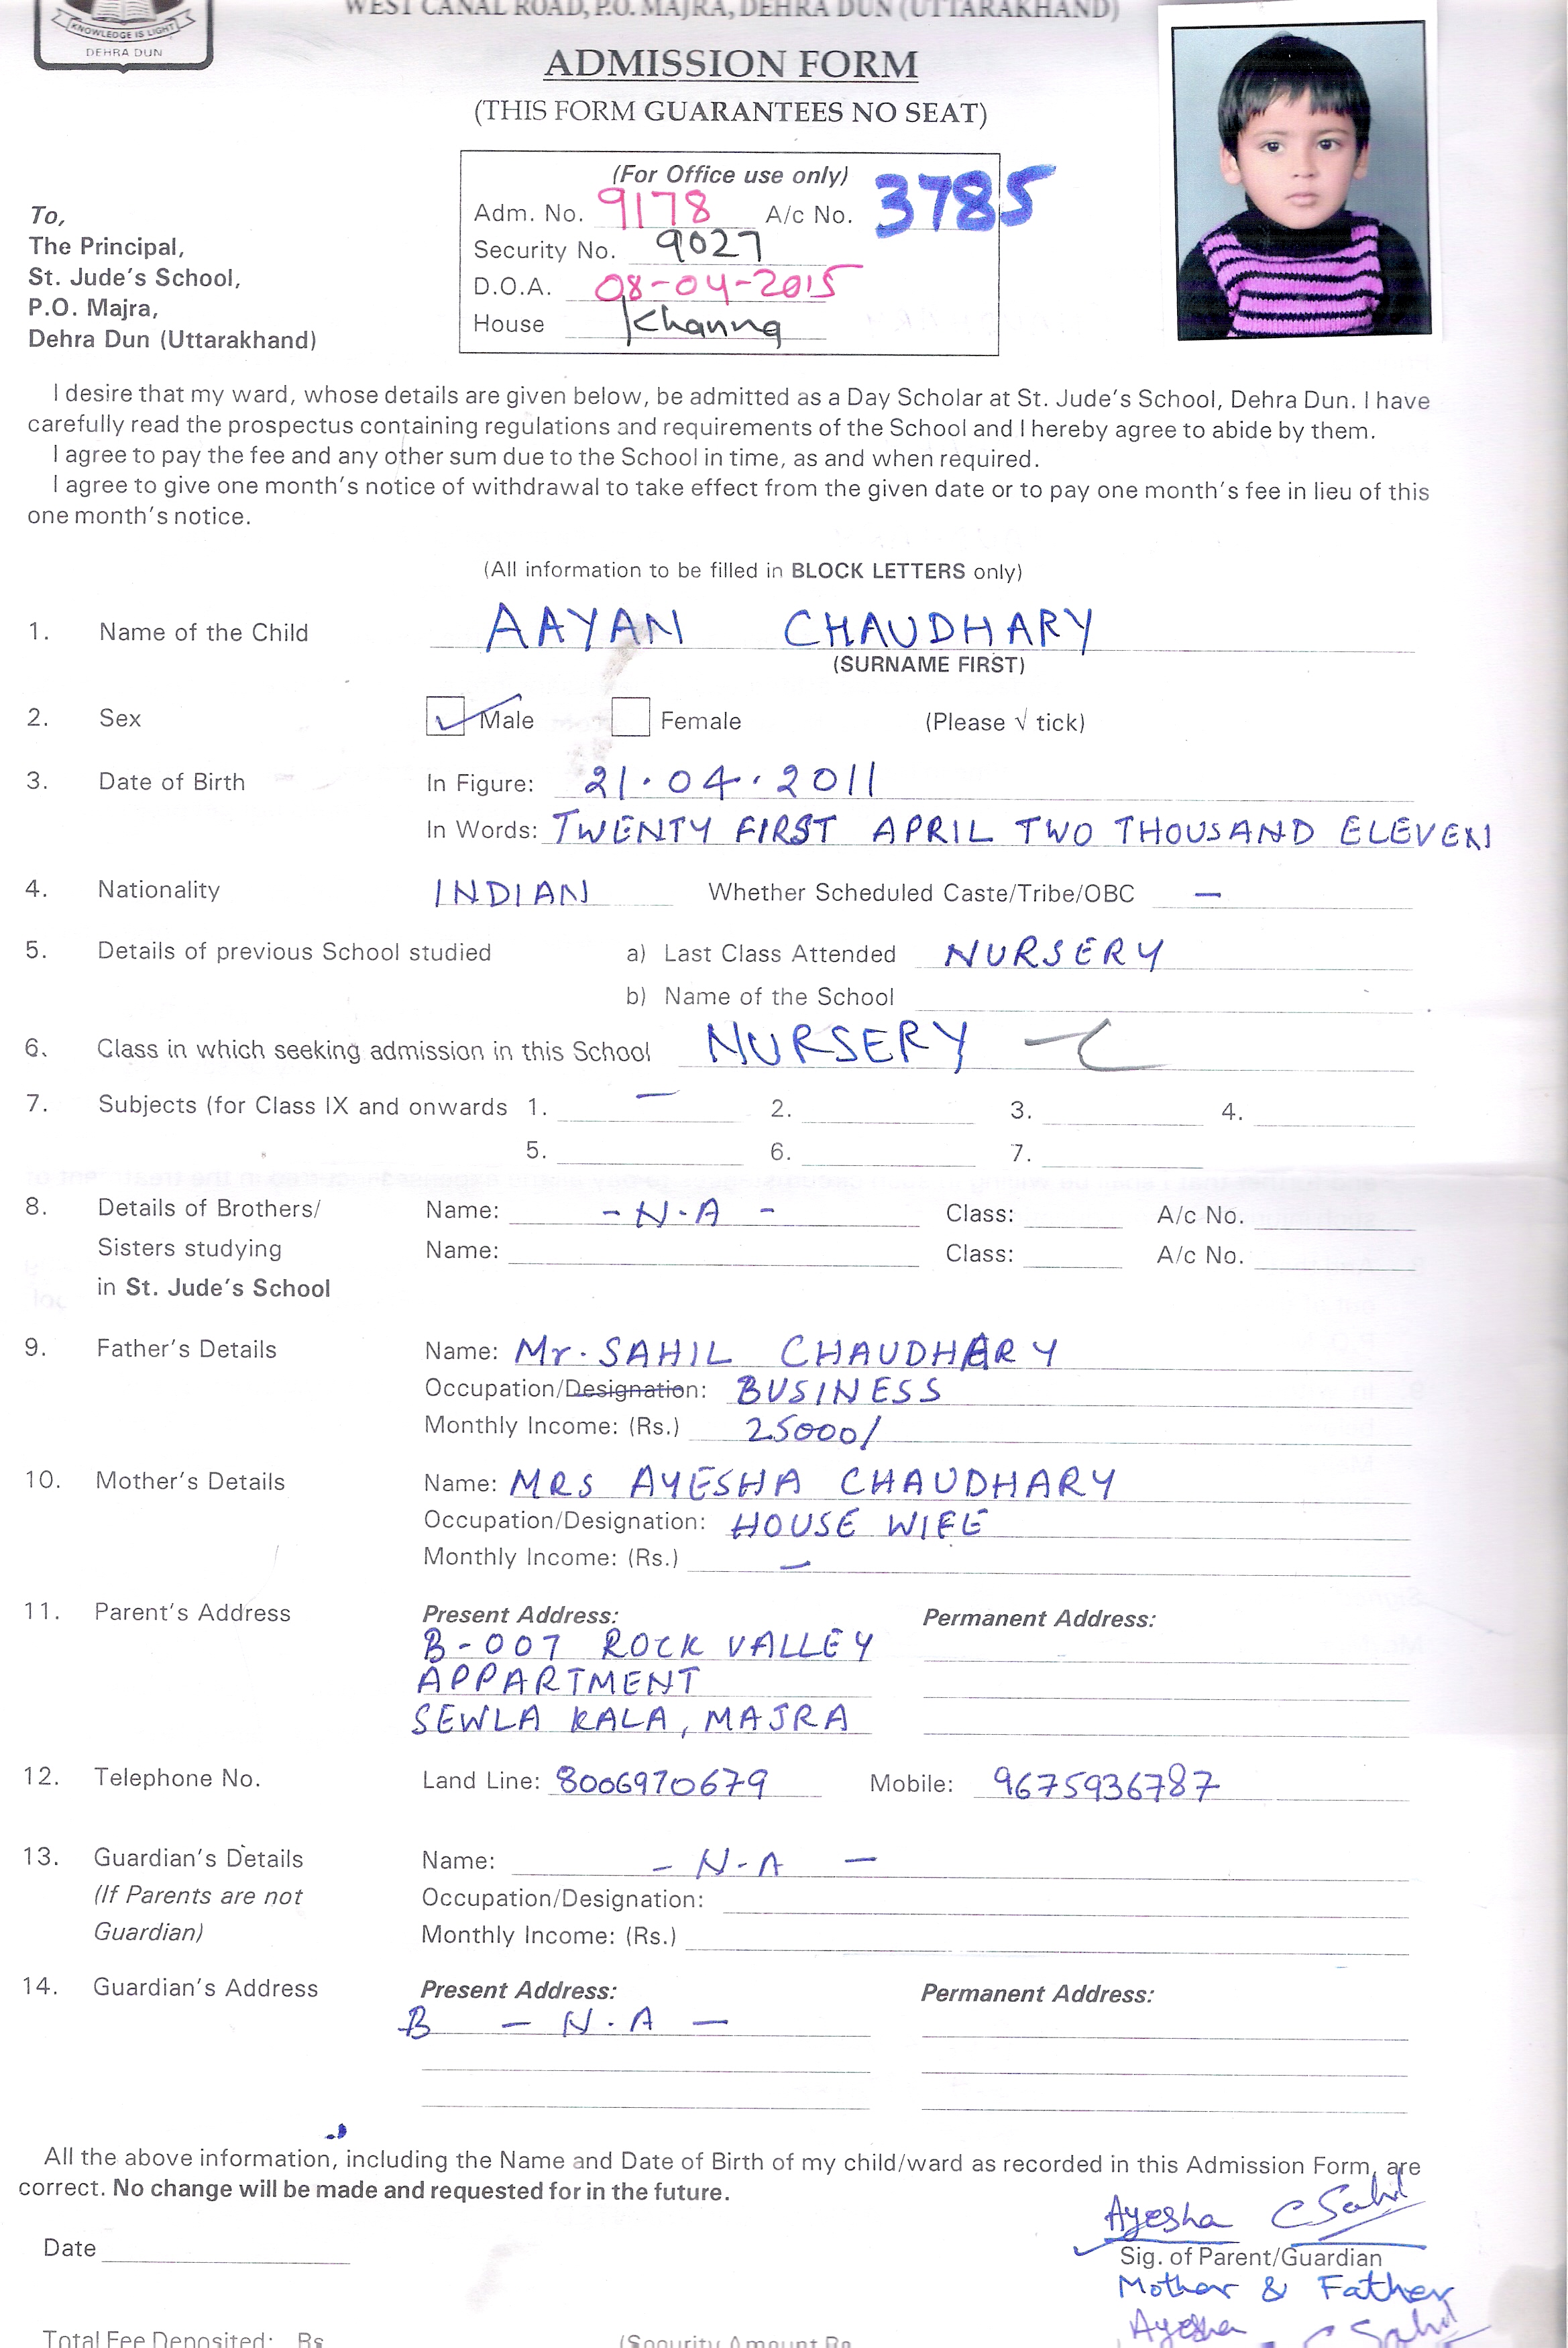 WEST CANAL ROAD, P.O. MAJRA, DEHRA DUN (UTTARAKHAND)
KNOWLEDGE IS LIGHT
DEHRA DUN
ADMISSION FORM
(THIS FORM GUARANTEES NO SEAT)
(For Office use only)
Adm. No. 9178 A/c No. 3785
Security No. 9027
D.O.A. 08-04-2015
House Khanna
To,
The Principal,
St. Jude's School,
P.O. Majra,
Dehra Dun (Uttarakhand)
I desire that my ward, whose details are given below, be admitted as a Day Scholar at St. Jude's School, Dehra Dun. I have
carefully read the prospectus containing regulations and requirements of the School and I hereby agree to abide by them.
I agree to pay the fee and any other sum due to the School in time, as and when required.
I agree to give one month's notice of withdrawal to take effect from the given date or to pay one month's fee in lieu of this
one month's notice.
(All information to be filled in BLOCK LETTERS only)
1. Name of the Child AAYAN CHAUDHARY
(SURNAME FIRST)
2. Sex ✓ Male Female (Please √ tick)
3. Date of Birth In Figure: 21.04.2011
In Words: TWENTY FIRST APRIL TWO THOUSAND ELEVEN
4. Nationality INDIAN Whether Scheduled Caste/Tribe/OBC —
5. Details of previous School studied a) Last Class Attended NURSERY
b) Name of the School
6. Class in which seeking admission in this School NURSERY
7. Subjects (for Class IX and onwards 1. — 2. 3. 4.
5. 6. 7.
8. Details of Brothers/ Name: - N.A - Class: A/c No.
Sisters studying Name: Class: A/c No.
in St. Jude's School
9. Father's Details Name: Mr. SAHIL CHAUDHARY
Occupation/Designation: BUSINESS
Monthly Income: (Rs.) 25000/
10. Mother's Details Name: MRS AYESHA CHAUDHARY
Occupation/Designation: HOUSE WIFE
Monthly Income: (Rs.) —
11. Parent's Address Present Address: Permanent Address:
B-007 ROCK VALLEY
APPARTMENT
SEWLA KALA, MAJRA
12. Telephone No. Land Line: 8006970679 Mobile: 9675936787
13. Guardian's Details Name: - N-A -
(If Parents are not Occupation/Designation:
Guardian) Monthly Income: (Rs.)
14. Guardian's Address Present Address: Permanent Address:
B - N.A -
All the above information, including the Name and Date of Birth of my child/ward as recorded in this Admission Form, are
correct. No change will be made and requested for in the future.
Ayesha C Sahil
Date
Sig. of Parent/Guardian
Mother & Father
Ayesha C Sahil
Total Fee Deposited: Rs (Security Amount Rs